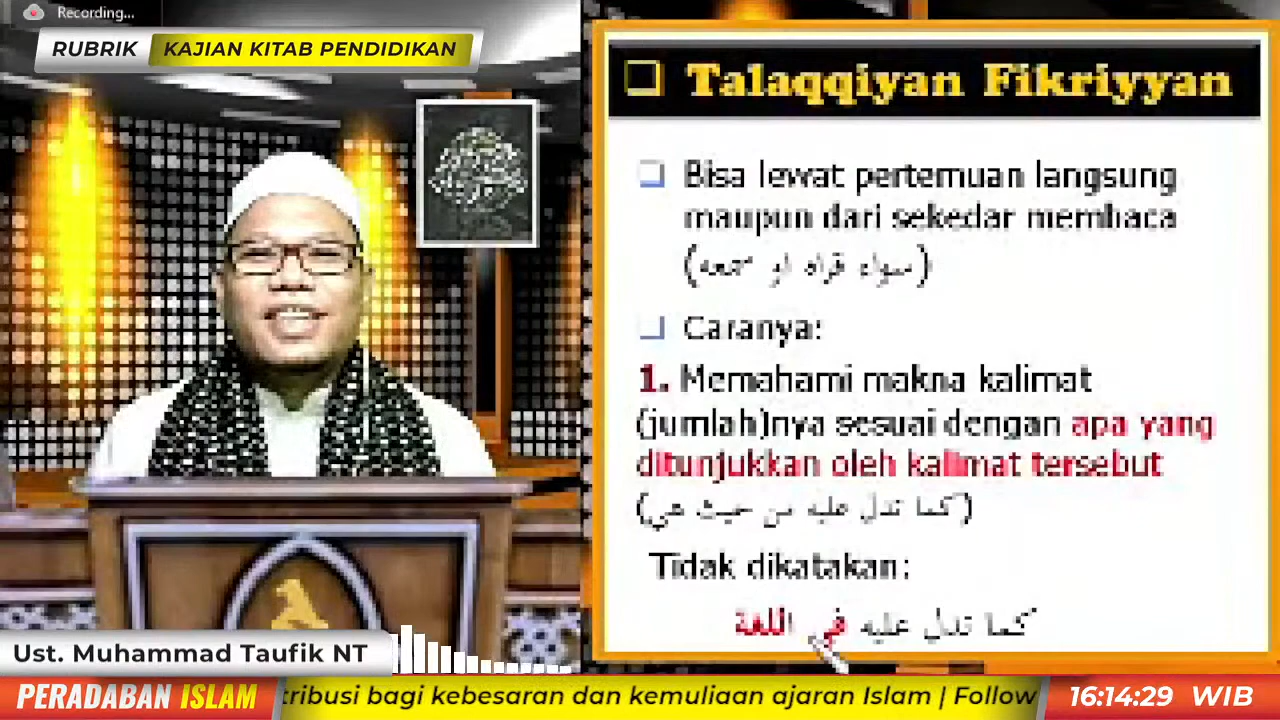 Recording...
RUBRIK KAJIAN KITAB PENDIDIKAN
Talaqqiyan Fikriyyan
Bisa lewat pertemuan langsung
maupun dari sekedar membaca
(سواء قراه او سمعه)
Caranya:
1. Memahami makna kalimat
(jumlah)nya sesuai dengan apa yang
ditunjukkan oleh kalimat tersebut
(كما تدل عليه من حيث هي)
Tidak dikatakan:
كما تدل عليه في اللغة
Ust. Muhammad Taufik NT
PERADABAN ISLAM
tribusi bagi kebesaran dan kemuliaan ajaran Islam | Follow
16:14:29 WIB